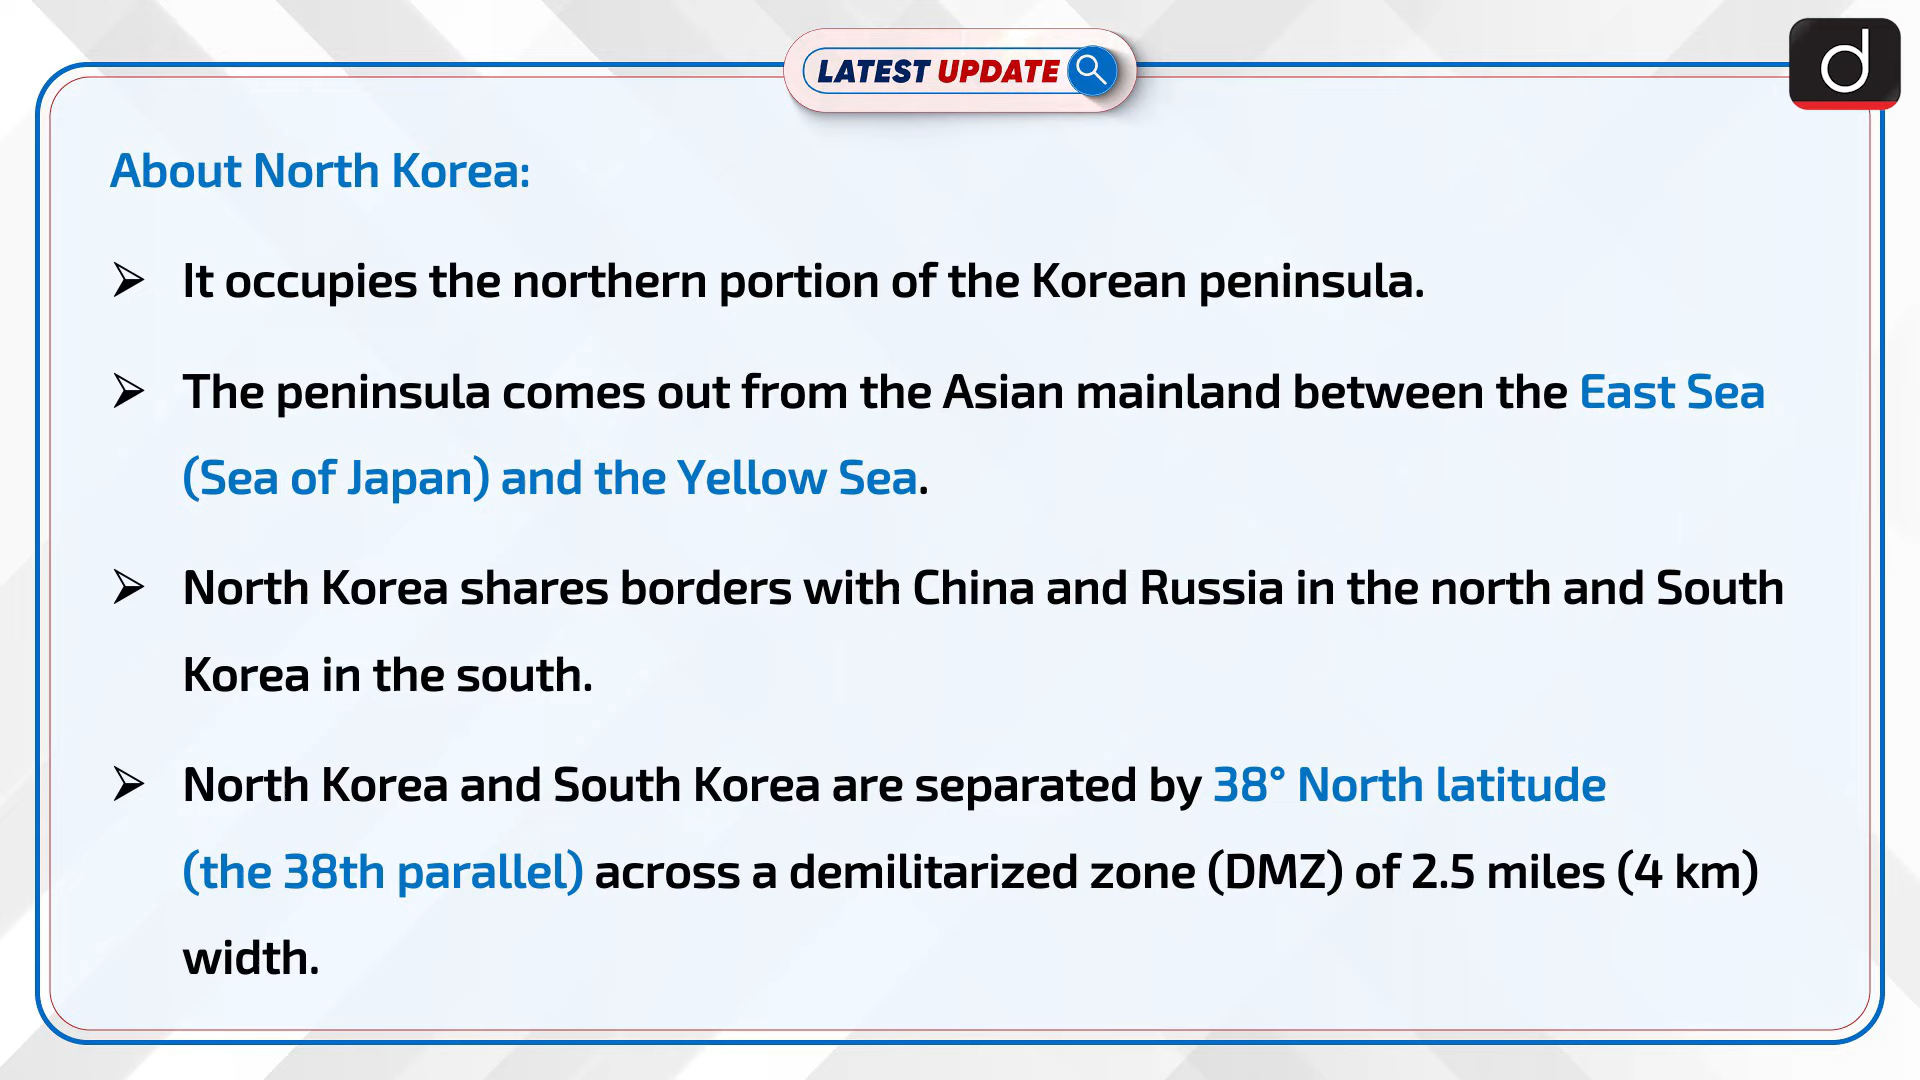 LATEST UPDATE
d
About North Korea:
➢ It occupies the northern portion of the Korean peninsula.
➢ The peninsula comes out from the Asian mainland between the East Sea
(Sea of Japan) and the Yellow Sea.
➢ North Korea shares borders with China and Russia in the north and South
Korea in the south.
➢ North Korea and South Korea are separated by 38° North latitude
(the 38th parallel) across a demilitarized zone (DMZ) of 2.5 miles (4 km)
width.